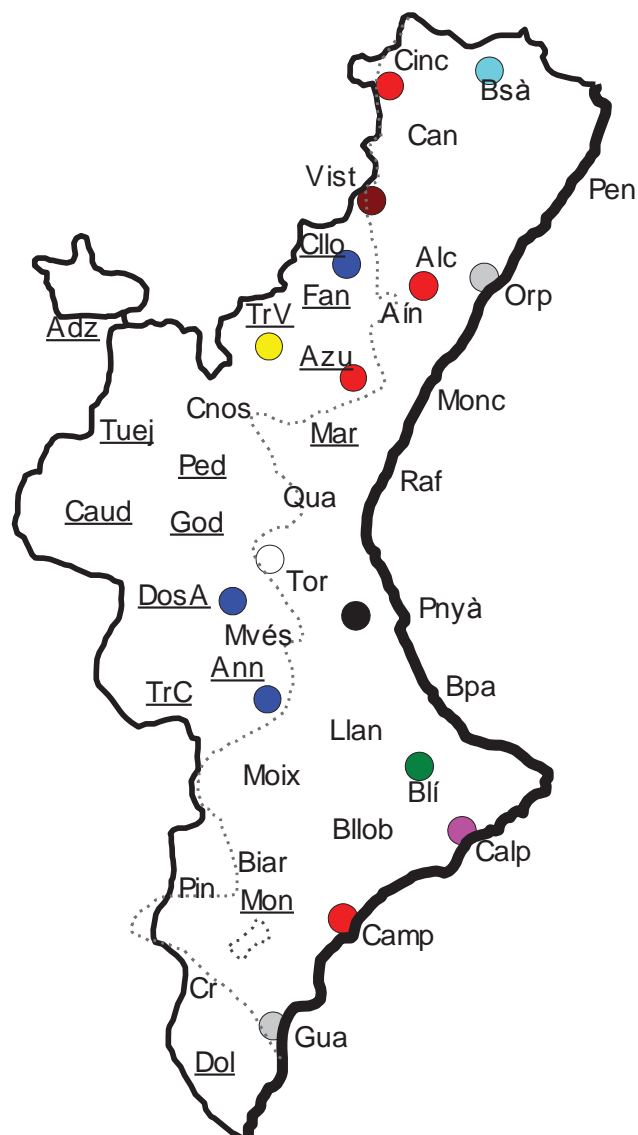 Cinc
Bsà
Can
Vist
Pen
Cllo
Alc
Fan
Orp
TrV
Aín
Adz
Azu
Monc
Cnos
Tuej
Mar
Ped
Raf
Qua
Caud
God
Tor
DosA
Pnyà
Mvés
Ann
Bpa
TrC
Llan
Moix
Blí
Bllob
Calp
Biar
Pin
Mon
Camp
Cr
Gua
Dol